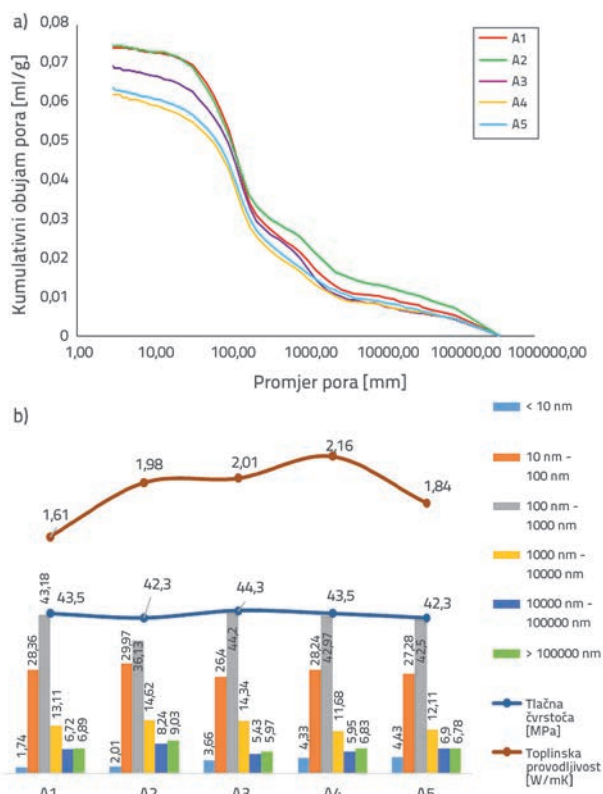 a)
0,08
0,07
0,06
0,05
0,04
0,03
0,02
0,01
0
Kumulativni obujam pora [ml/g]
1,00
10,00
100,00
1000,00
10000,00
100000,00
1000000,00
Promjer pora [mm]
A1
A2
A3
A4
A5
b)
1,61
1,98
2,01
2,16
1,84
43,5
42,3
44,3
43,5
42,3
1,74
28,36
43,18
13,11
6,72
6,89
2,01
29,97
36,13
14,62
8,24
9,03
3,66
26,4
44,2
14,34
5,43
5,97
4,33
28,24
42,97
11,68
5,95
6,83
4,43
27,28
42,5
12,11
6,9
6,78
A1
A2
A3
A4
A5
< 10 nm
10 nm -
100 nm
100 nm -
1000 nm
1000 nm -
10000 nm
10000 nm -
100000 nm
> 100000 nm
Tlačna
čvrstoča
[MPa]
Toplinska
provodljivost
[W/mK]